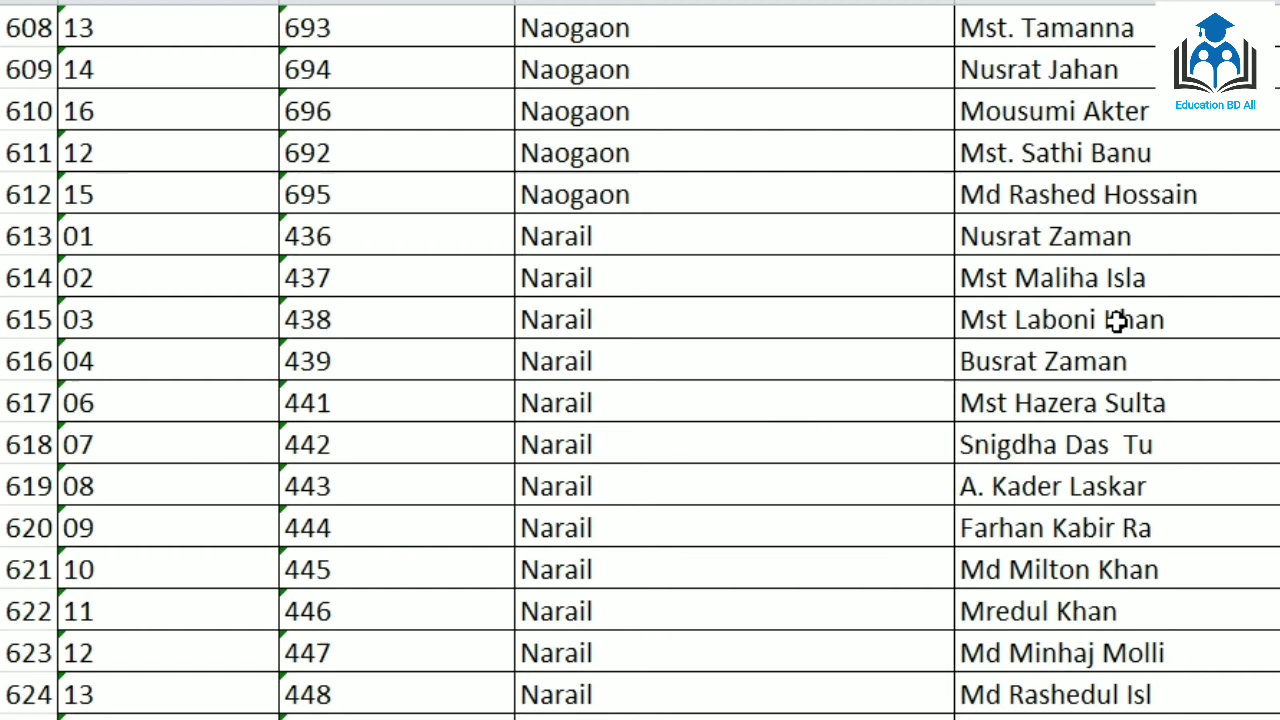 608 13 693 Naogaon Mst. Tamanna
609 14 694 Naogaon Nusrat Jahan
610 16 696 Naogaon Mousumi Akter
Education BD All
611 12 692 Naogaon Mst. Sathi Banu
612 15 695 Naogaon Md Rashed Hossain
613 01 436 Narail Nusrat Zaman
614 02 437 Narail Mst Maliha Isla
615 03 438 Narail Mst Laboni Khan
616 04 439 Narail Busrat Zaman
617 06 441 Narail Mst Hazera Sulta
618 07 442 Narail Snigdha Das  Tu
619 08 443 Narail A. Kader Laskar
620 09 444 Narail Farhan Kabir Ra
621 10 445 Narail Md Milton Khan
622 11 446 Narail Mredul Khan
623 12 447 Narail Md Minhaj Molli
624 13 448 Narail Md Rashedul Isl